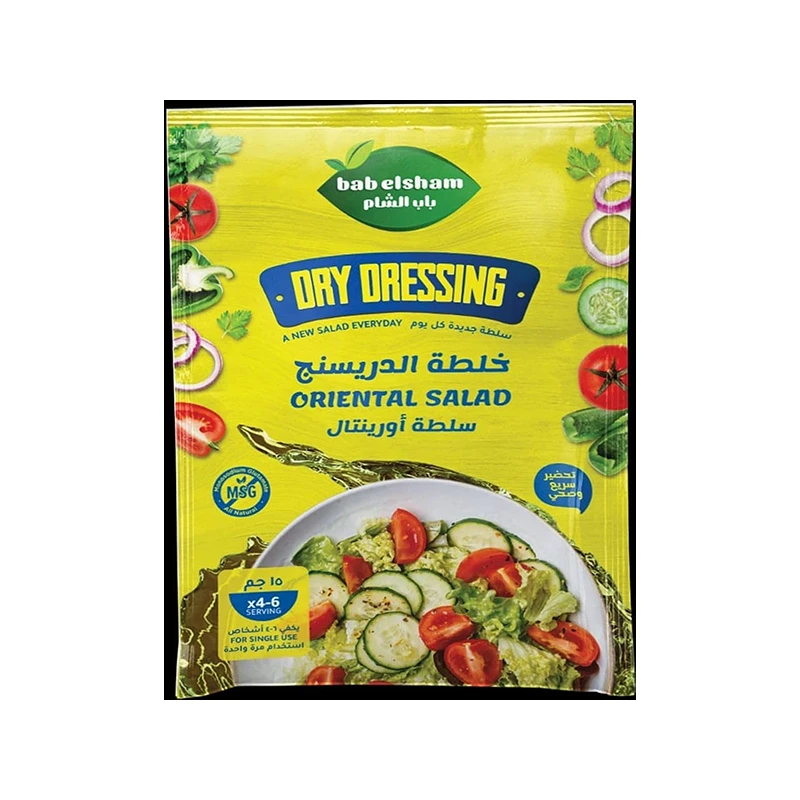 bab elsham
باب الشام
DRY DRESSING
A NEW SALAD EVERYDAY سلطة جديدة كل يوم
خلطة الدريسنج
ORIENTAL SALAD
سلطة أورينتال
Monosodium Glutamate
MSG
All Natural
تحضير
سريع
وصحي
١٥ جم
x4-6
SERVING
يكفي ٤-٦ أشخاص
FOR SINGLE USE
استخدام مرة واحدة